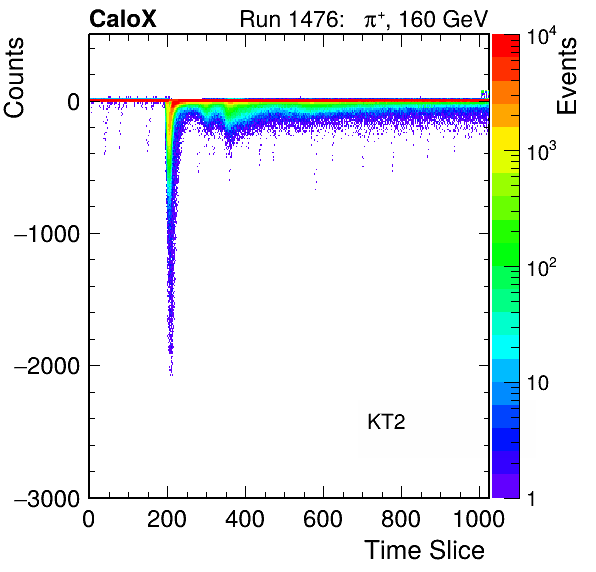 CaloX Run 1476: π⁺, 160 GeV
Counts
Events
0
−1000
−2000
−3000
0 200 400 600 800 1000
Time Slice
KT2
10⁴
10³
10²
10
1